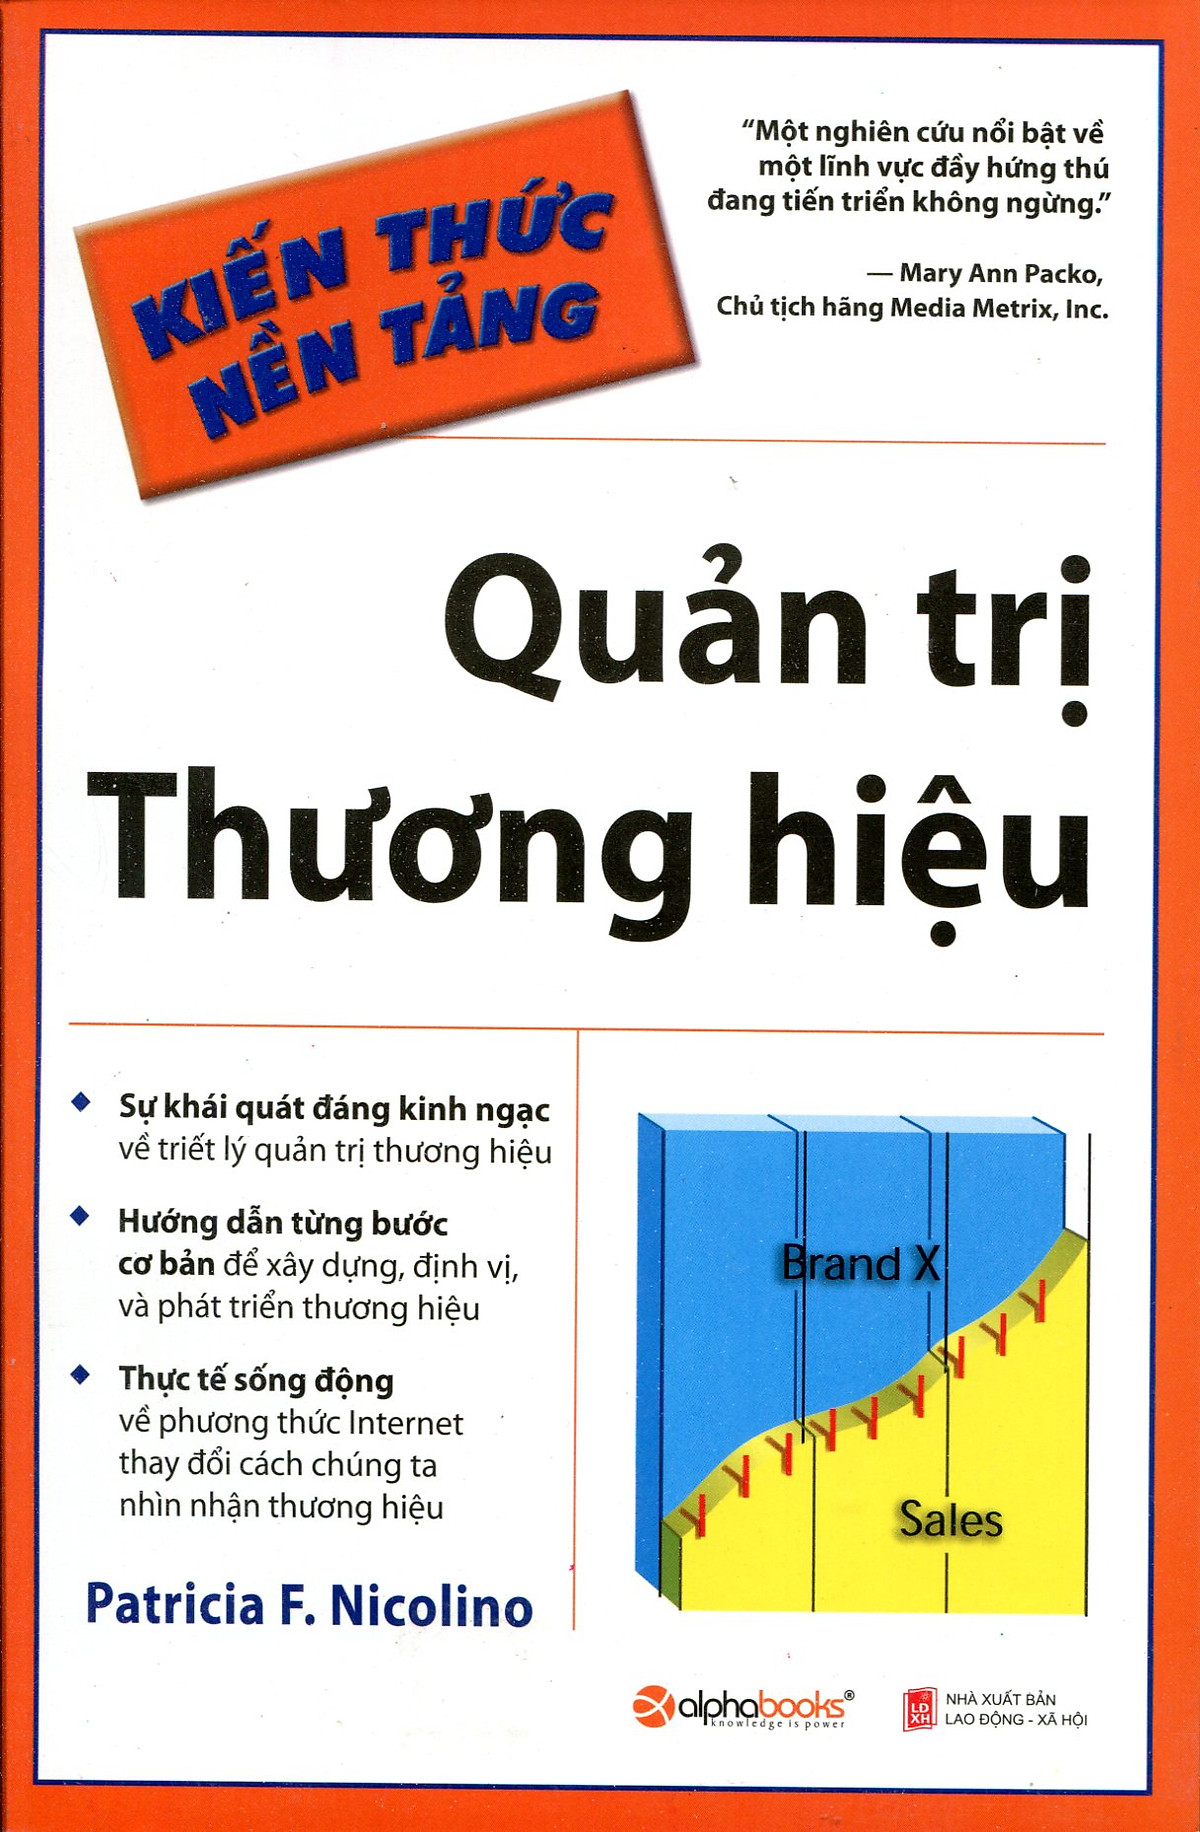 KIẾN THỨC
NỀN TẢNG
“Một nghiên cứu nổi bật về
một lĩnh vực đầy hứng thú
đang tiến triển không ngừng.”
— Mary Ann Packo,
Chủ tịch hãng Media Metrix, Inc.
Quản trị
Thương hiệu
Sự khái quát đáng kinh ngạc
về triết lý quản trị thương hiệu
Hướng dẫn từng bước
cơ bản để xây dựng, định vị,
và phát triển thương hiệu
Thực tế sống động
về phương thức Internet
thay đổi cách chúng ta
nhìn nhận thương hiệu
Patricia F. Nicolino
Brand X
Sales
alphabooks®
knowledge is power
LĐ
XH
NHÀ XUẤT BẢN
LAO ĐỘNG - XÃ HỘI